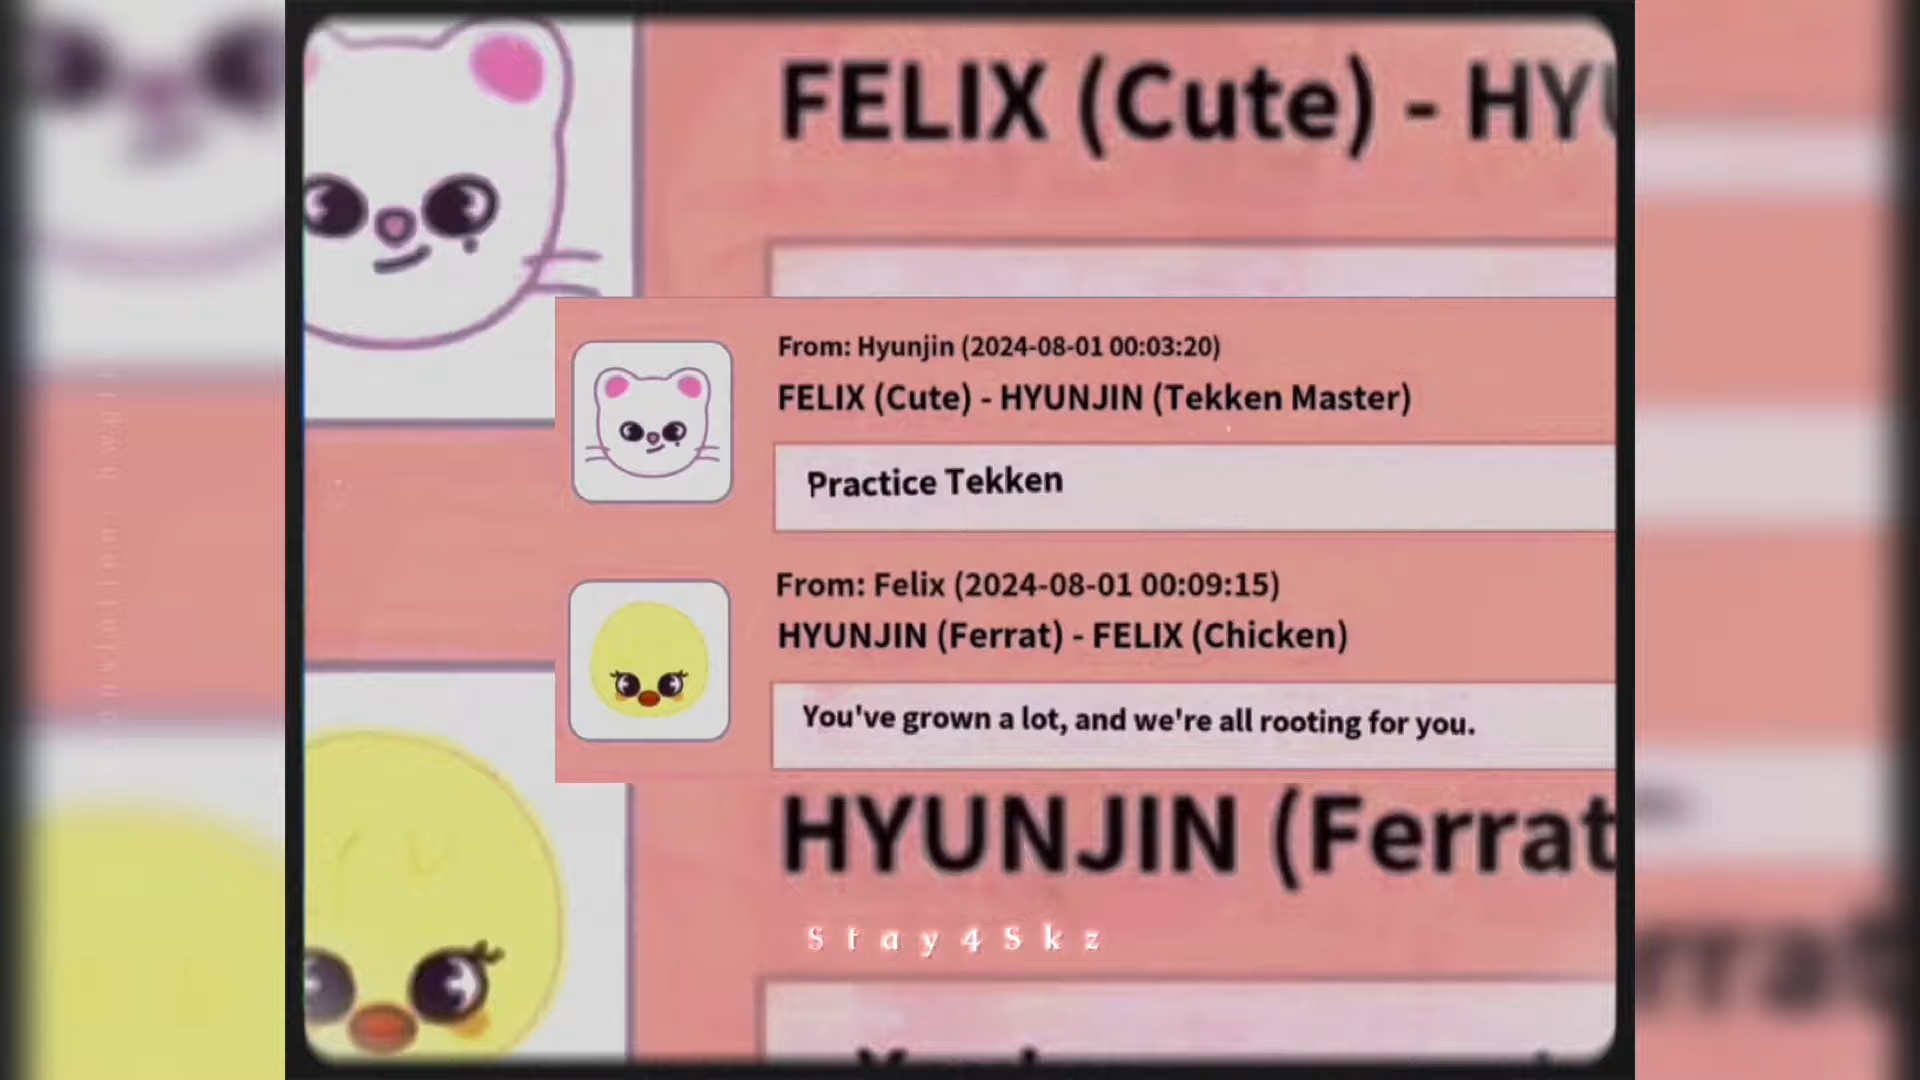 FELIX (Cute) - HYU
From: Hyunjin (2024-08-01 00:03:20)
FELIX (Cute) - HYUNJIN (Tekken Master)
Practice Tekken
From: Felix (2024-08-01 00:09:15)
HYUNJIN (Ferrat) - FELIX (Chicken)
You've grown a lot, and we're all rooting for you.
HYUNJIN (Ferrat
Stay4Skz